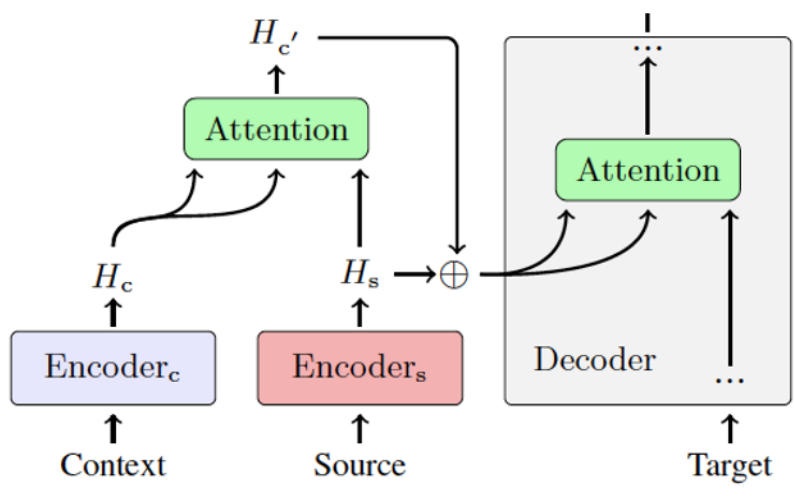 H_c′
...
Attention
Attention
H_c
H_s
⊕
Encoder_c
Encoder_s
Decoder
...
Context
Source
Target